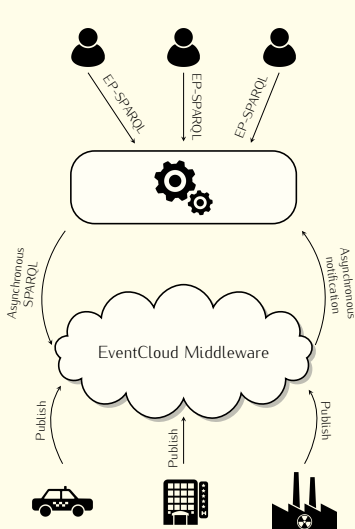 EP-SPARQL
EP-SPARQL
EP-SPARQL
Asynchronous
SPARQL
Asynchronous
notification
EventCloud Middleware
Publish
Publish
Publish